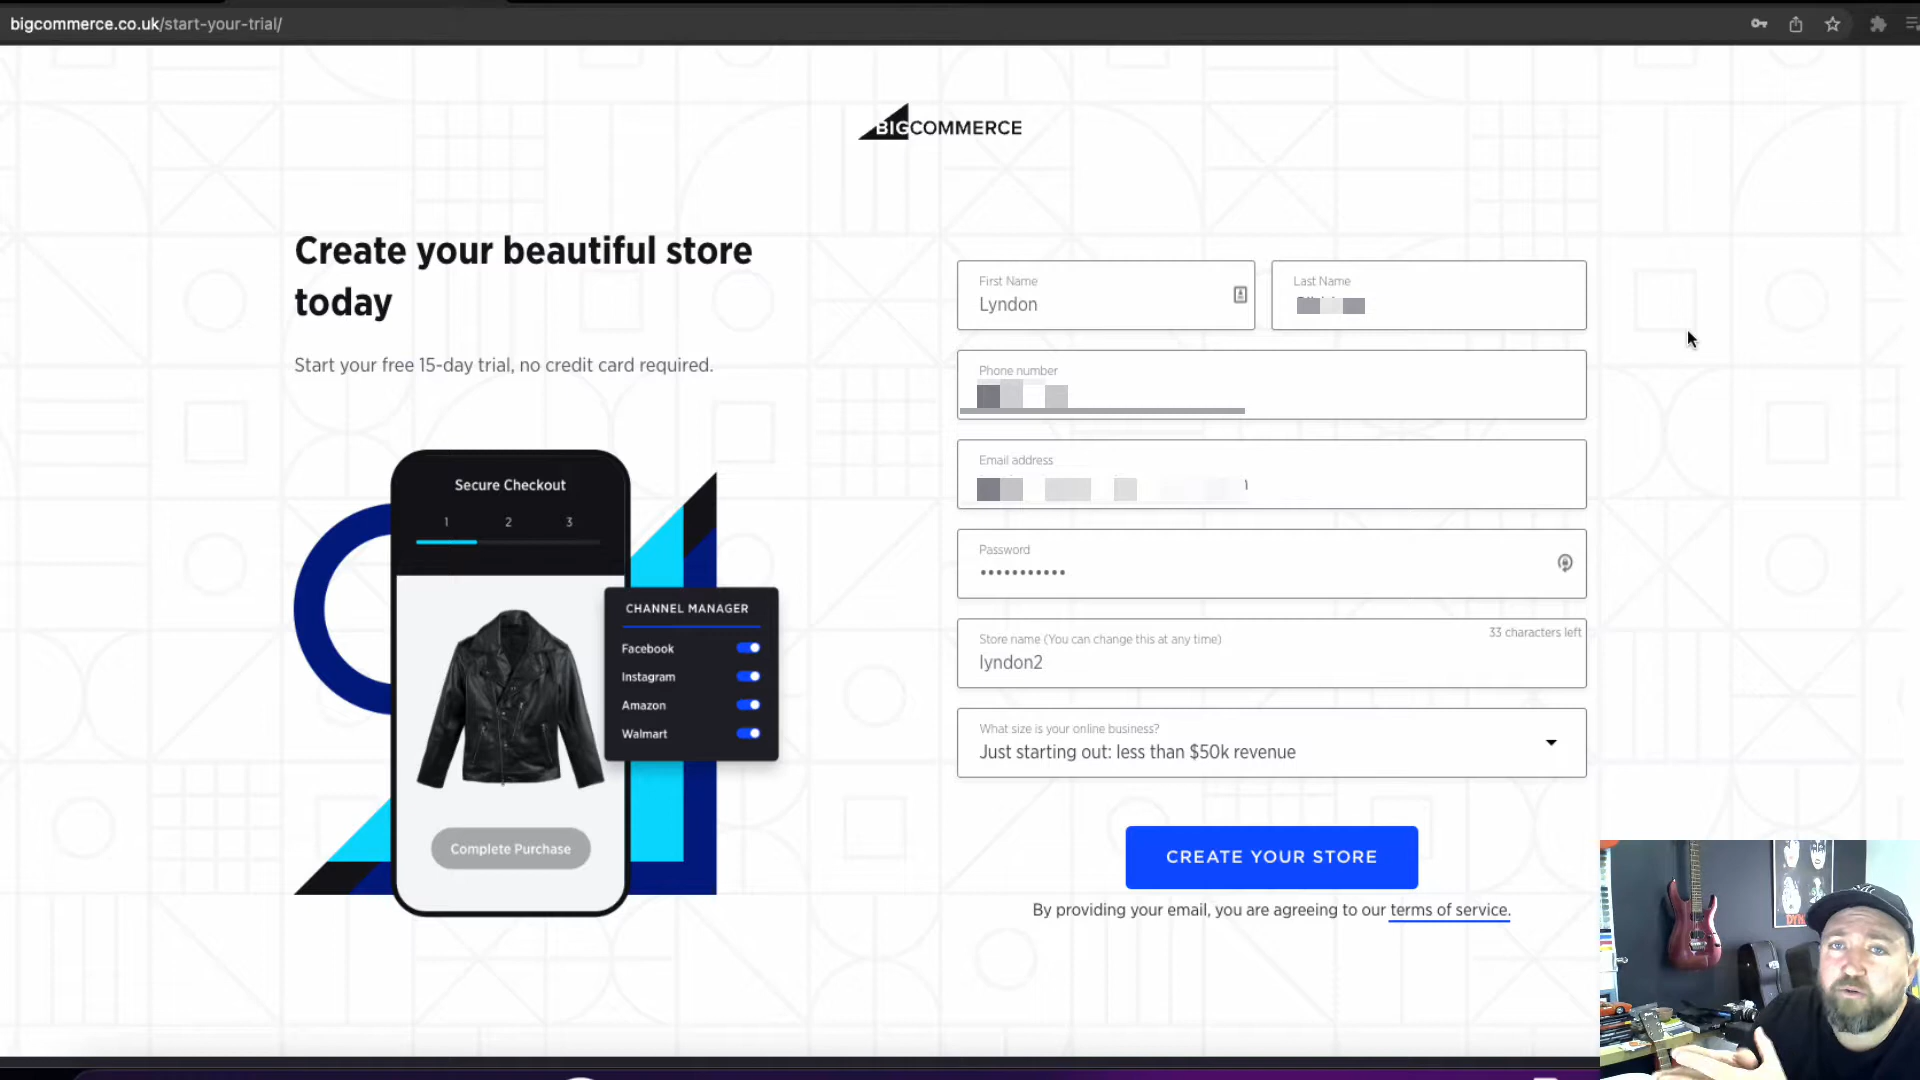 bigcommerce.co.uk/start-your-trial/
BIGCOMMERCE
Create your beautiful store
today
Start your free 15-day trial, no credit card required.
Secure Checkout
1 2 3
CHANNEL MANAGER
Facebook
Instagram
Amazon
Walmart
Complete Purchase
First Name
Lyndon
Last Name
Phone number
Email address
Password
•••••••••••
33 characters left
Store name (You can change this at any time)
lyndon2
What size is your online business?
Just starting out: less than $50k revenue
CREATE YOUR STORE
By providing your email, you are agreeing to our terms of service.